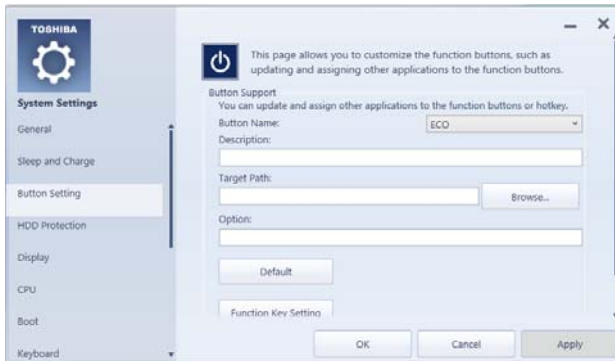 TOSHIBA
System Settings
General
Sleep and Charge
Button Setting
HDD Protection
Display
CPU
Boot
Keyboard
This page allows you to customize the function buttons, such as
updating and assigning other applications to the function buttons.
Button Support
You can update and assign other applications to the function buttons or hotkey.
Button Name:
ECO
Description:
Target Path:
Browse...
Option:
Default
Function Key Setting
OK
Cancel
Apply